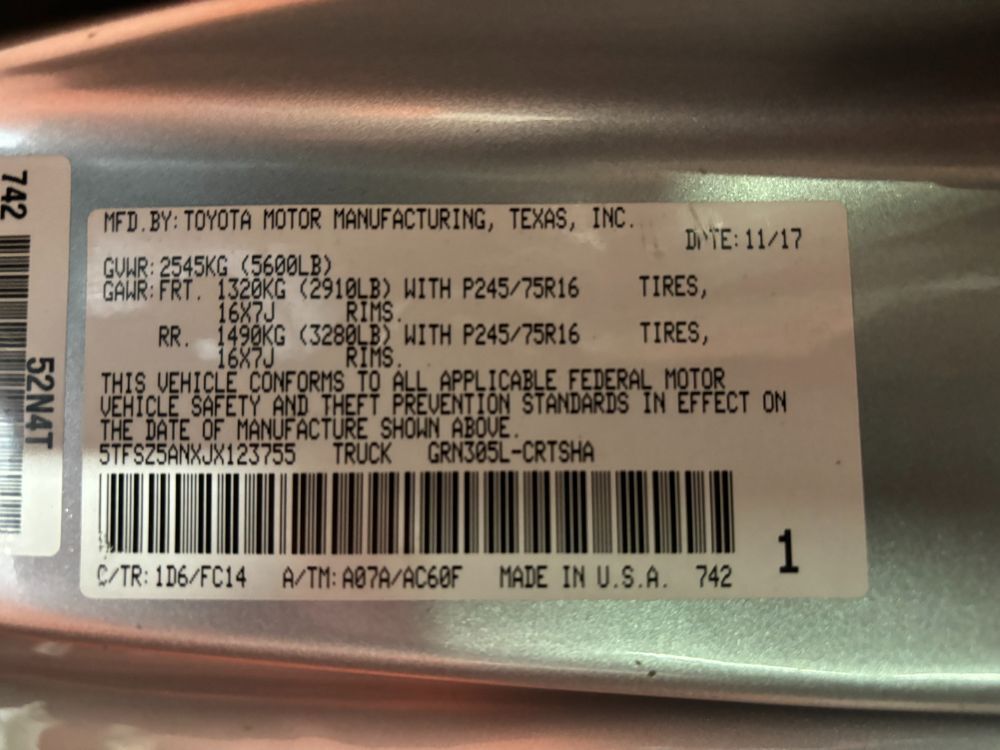 742
52N4T
MFD.BY:TOYOTA MOTOR MANUFACTURING, TEXAS, INC.
DATE:11/17
GVWR:2545KG (5600LB)
GAWR:FRT. 1320KG (2910LB) WITH P245/75R16 TIRES,
16X7J RIMS.
RR. 1490KG (3280LB) WITH P245/75R16 TIRES,
16X7J RIMS.
THIS VEHICLE CONFORMS TO ALL APPLICABLE FEDERAL MOTOR
VEHICLE SAFETY AND THEFT PREVENTION STANDARDS IN EFFECT ON
THE DATE OF MANUFACTURE SHOWN ABOVE.
5TFSZ5ANXJX123755 TRUCK GRN305L-CRTSHA
1
C/TR:1D6/FC14 A/TM:A07A/AC60F MADE IN U.S.A. 742